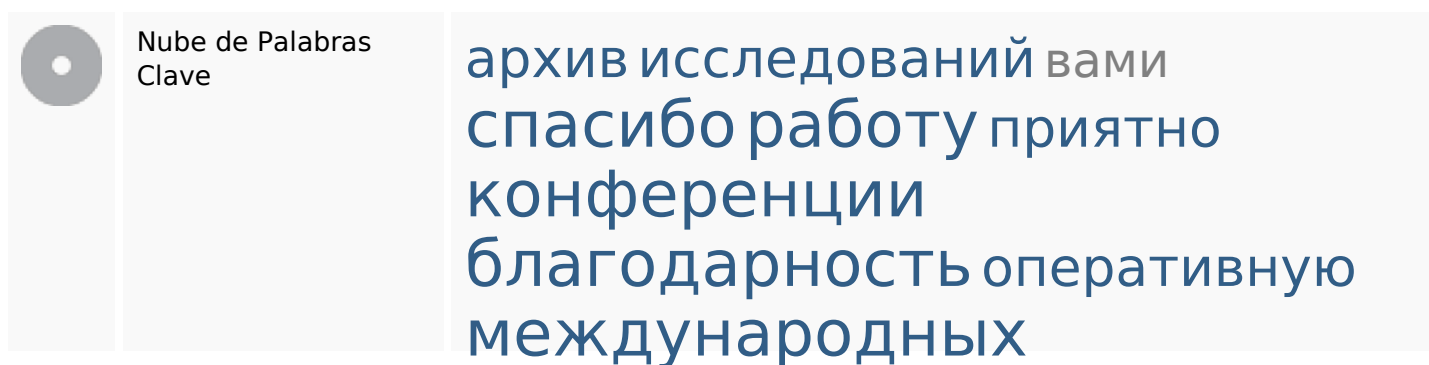 Nube de Palabras
Clave
архив исследований вами
спасибо работу приятно
конференции
благодарность оперативную
международных